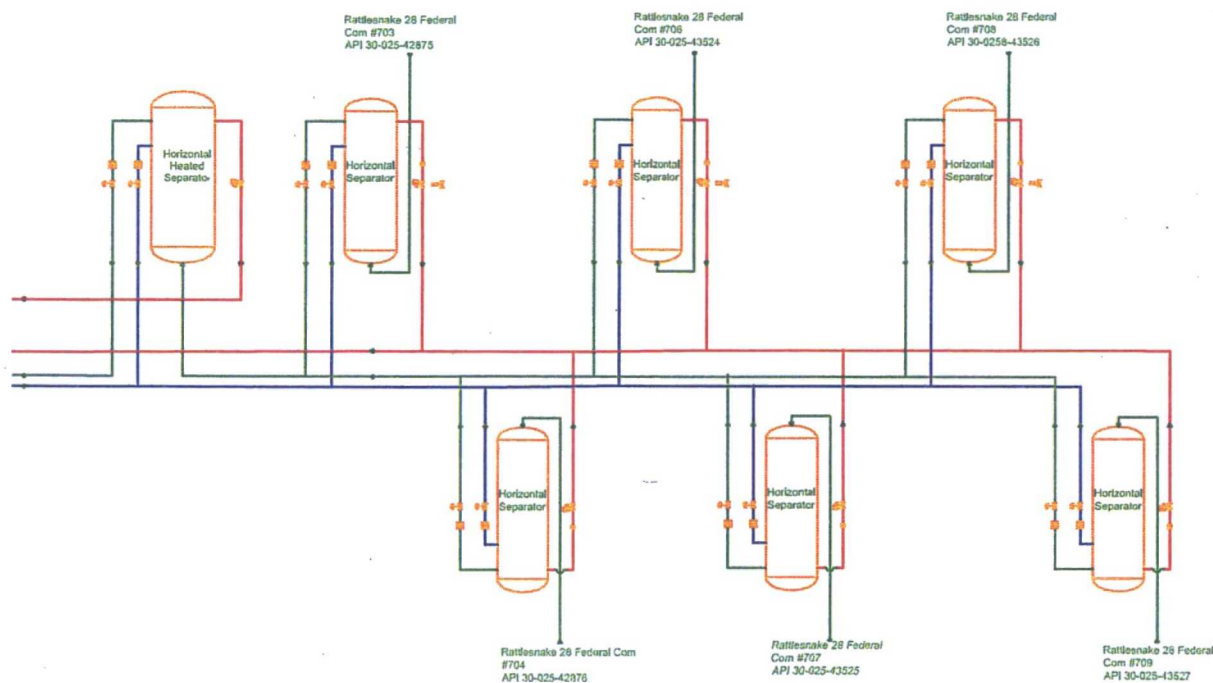 Rattlesnake 28 Federal
Com #703
API 30-025-42875
Rattlesnake 28 Federal
Com #706
API 30-025-43524
Rattlesnake 28 Federal
Com #708
API 30-0258-43526
Horizontal
Heated
Separator
Horizontal
Separator
Horizontal
Separator
Horizontal
Separator
Horizontal
Separator
Horizontal
Separator
Horizontal
Separator
Rattlesnake 28 Federal Com
#704
API 30-025-42876
Rattlesnake 28 Federal
Com #707
API 30-025-43525
Rattlesnake 28 Federal
Com #709
API 30-025-43527